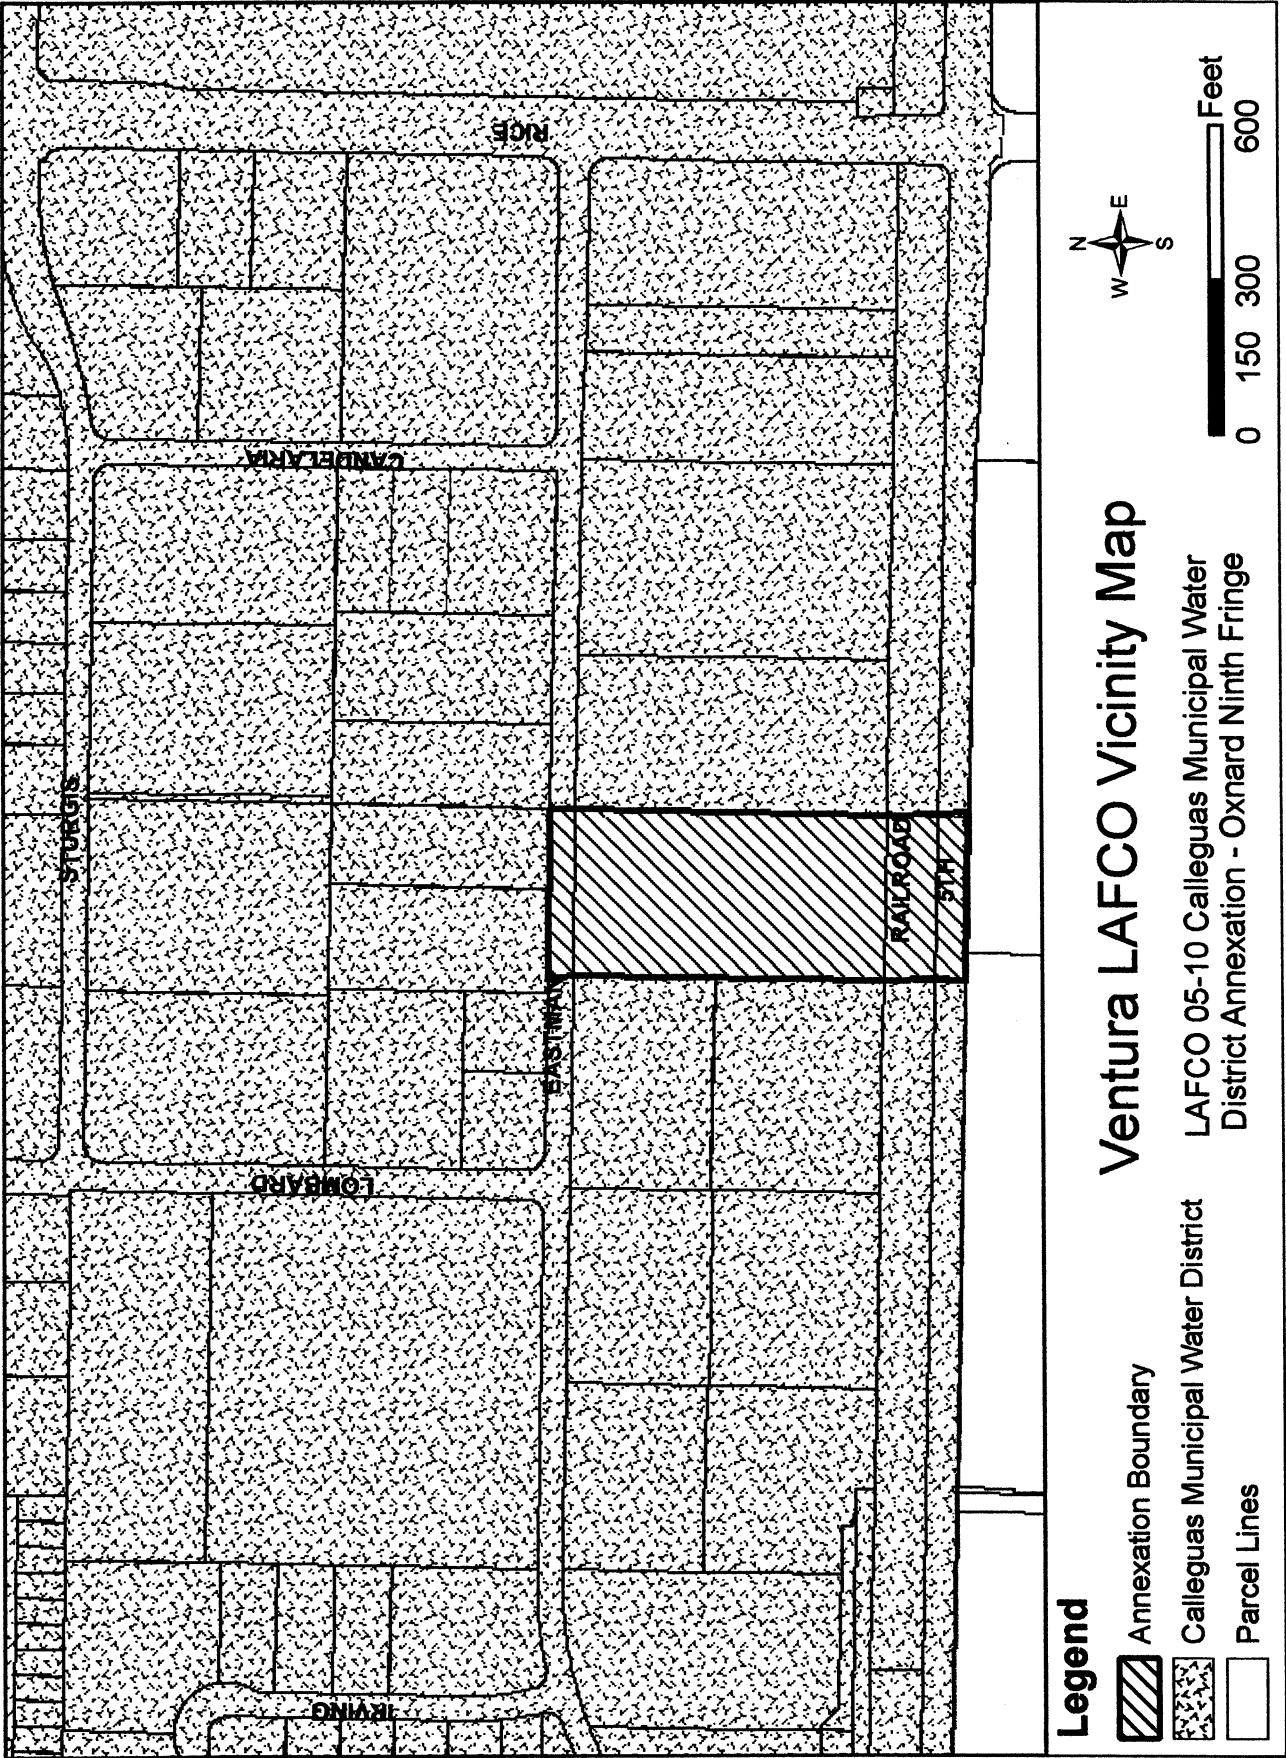 STURGIS
RICE
CANDELARIA
LOMBARD
IRVING
EASTMAN
RAILROAD
5TH
Legend
Annexation Boundary
Calleguas Municipal Water District
Parcel Lines
Ventura LAFCO Vicinity Map
LAFCO 05-10 Calleguas Municipal Water
District Annexation - Oxnard Ninth Fringe
N
W E
S
0 150 300 600
Feet